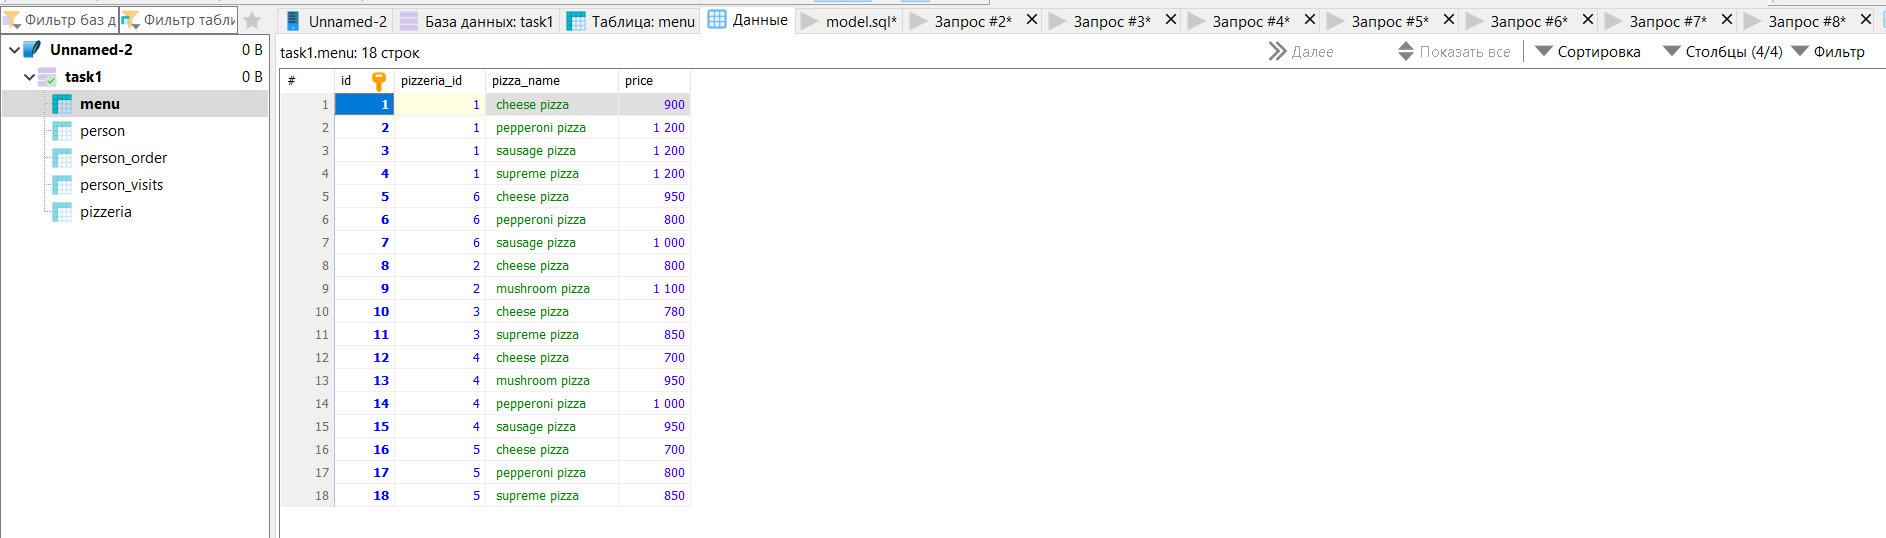 Фильтр баз д Фильтр табли
Unnamed-2 0 B
task1 0 B
menu
person
person_order
person_visits
pizzeria
Unnamed-2 База данных: task1 Таблица: menu Данные model.sql* Запрос #2* Запрос #3* Запрос #4* Запрос #5* Запрос #6* Запрос #7* Запрос #8*
task1.menu: 18 строк Далее Показать все Сортировка Столбцы (4/4) Фильтр
# id pizzeria_id pizza_name price
1 1 1 cheese pizza 900
2 2 1 pepperoni pizza 1 200
3 3 1 sausage pizza 1 200
4 4 1 supreme pizza 1 200
5 5 6 cheese pizza 950
6 6 6 pepperoni pizza 800
7 7 6 sausage pizza 1 000
8 8 2 cheese pizza 800
9 9 2 mushroom pizza 1 100
10 10 3 cheese pizza 780
11 11 3 supreme pizza 850
12 12 4 cheese pizza 700
13 13 4 mushroom pizza 950
14 14 4 pepperoni pizza 1 000
15 15 4 sausage pizza 950
16 16 5 cheese pizza 700
17 17 5 pepperoni pizza 800
18 18 5 supreme pizza 850